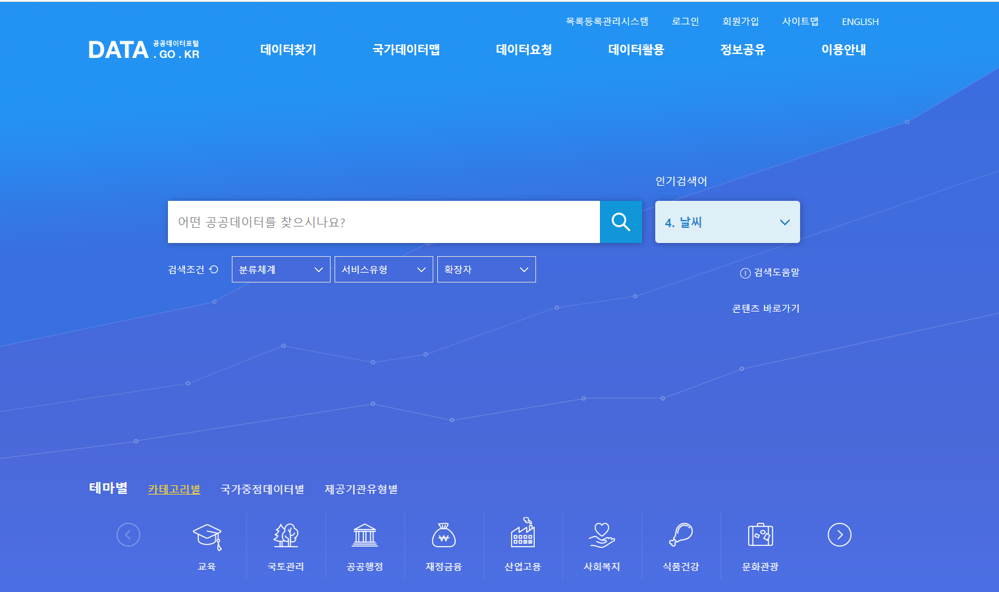 목록등록관리시스템 로그인 회원가입 사이트맵 ENGLISH
DATA 공공데이터포털 . GO . KR
데이터찾기 국가데이터맵 데이터요청 데이터활용 정보공유 이용안내
인기검색어
어떤 공공데이터를 찾으시나요? 4. 날씨
검색조건 분류체계 서비스유형 확장자 검색도움말
콘텐츠 바로가기
테마별 카테고리별 국가중점데이터별 제공기관유형별
교육 국토관리 공공행정 재정금융 산업고용 사회복지 식품건강 문화관광